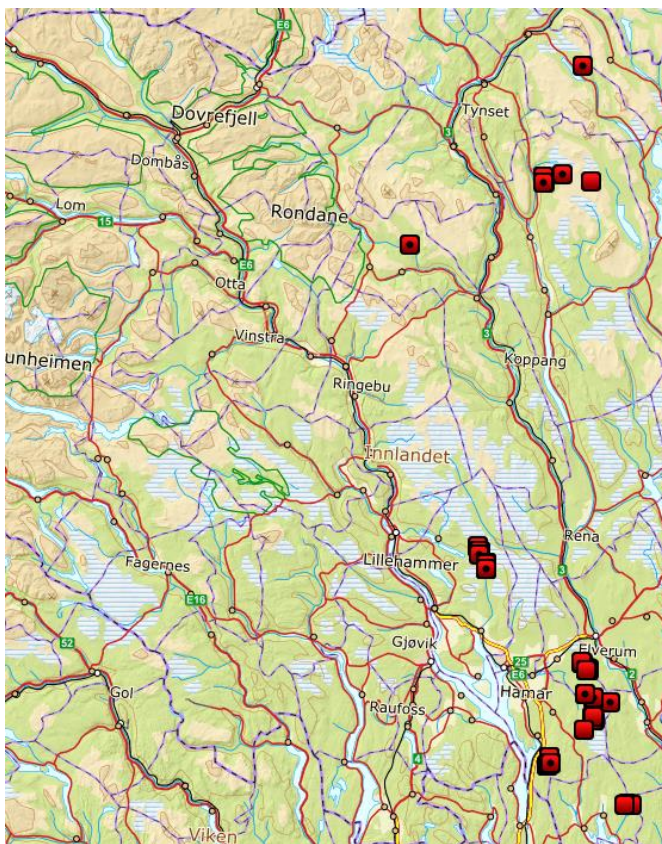 E6
Tynset
Dovrefjell
3
Dombås
Lom
Rondane
15
E6
Otta
Vinstra
3
Koppang
unheimen
Ringebu
Innlandet
Rena
Lillehammer
Fagernes
3
E16
52
Gjøvik
Elverum
25
E6
2
Hamar
Gol
Raufoss
4
Viken